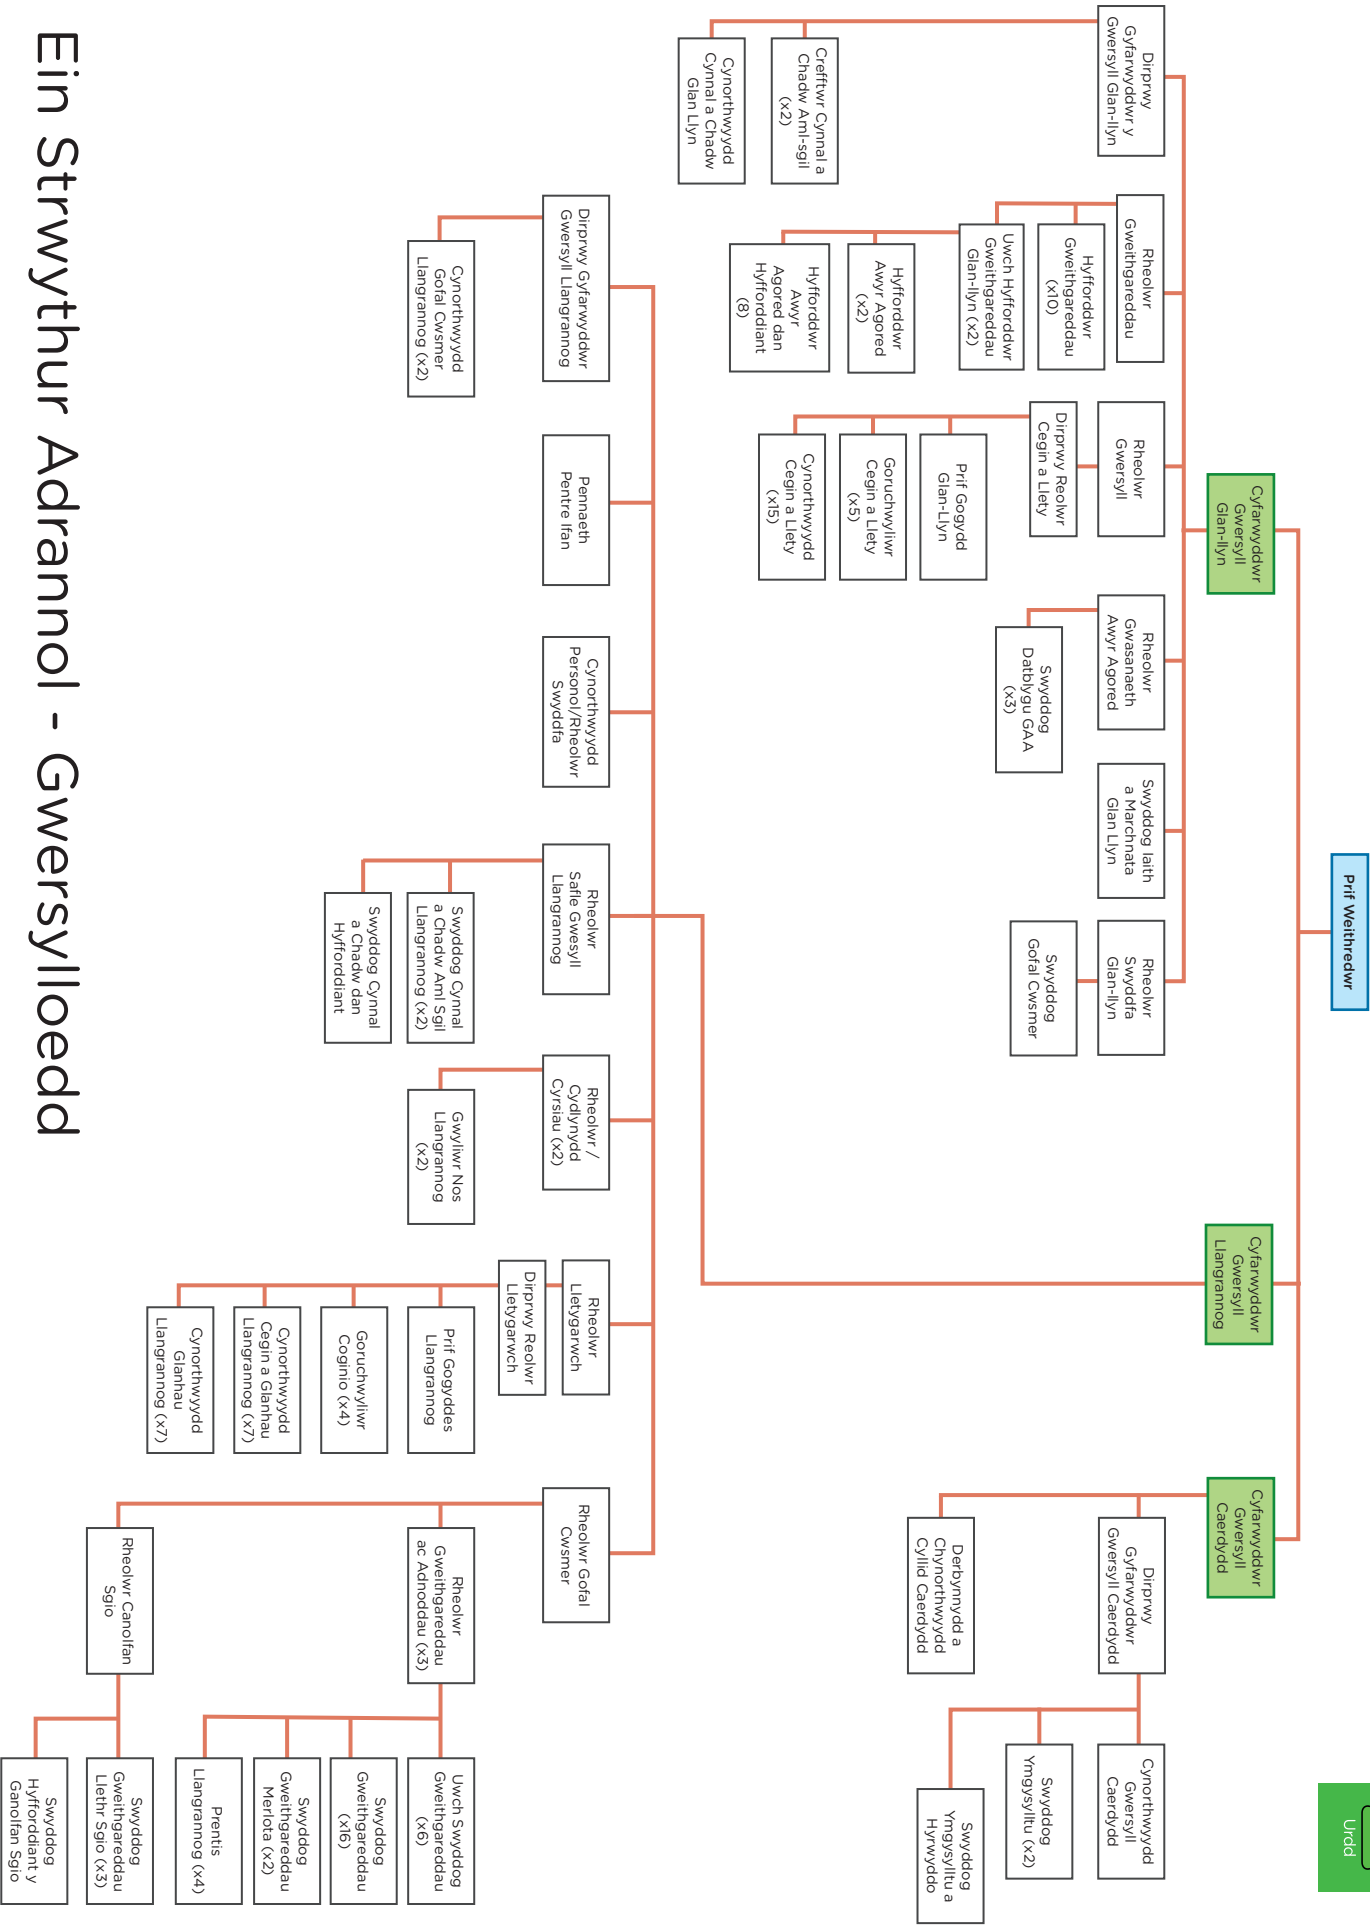 Ein Strwythur Adrannol - Gwersylloedd
Urdd
Prif Weithredwr
Cyfarwyddwr
Gwersyll
Glan-llyn
Dirprwy
Gyfarwyddwr y
Gwersyll Glan-llyn
Crefftwr Cynnal a
Chadw Aml-sgil
(x2)
Cynorthwyydd
Cynnal a Chadw
Glan Llyn
Rheolwr
Gweithgareddau
Hyfforddwr
Gweithgareddau
(x10)
Uwch Hyfforddwr
Gweithgareddau
Glan-llyn (x2)
Hyfforddwr
Awyr Agored
(x2)
Hyfforddwr
Awyr
Agored dan
Hyfforddiant
(8)
Rheolwr
Gwersyll
Dirprwy Reolwr
Cegin a Llety
Prif Gogydd
Glan-Llyn
Goruchwyliwr
Cegin a Llety
(x5)
Cynorthwyydd
Cegin a Llety
(x15)
Rheolwr
Gwasanaeth
Awyr Agored
Swyddog
Datblygu GAA
(x3)
Swyddog Iaith
a Marchnata
Glan Llyn
Rheolwr
Swyddfa
Glan-llyn
Swyddog
Gofal Cwsmer
Cyfarwyddwr
Gwersyll
Llangrannog
Dirprwy Gyfarwyddwr
Gwersyll Llangrannog
Cynorthwyydd
Gofal Cwsmer
Llangrannog (x2)
Pennaeth
Pentre Ifan
Cynorthwyydd
Personol/Rheolwr
Swyddfa
Rheolwr
Safle Gwesyll
Llangrannog
Swyddog Cynnal
a Chadw Aml Sgil
Llangrannog (x2)
Swyddog Cynnal
a Chadw dan
Hyfforddiant
Rheolwr /
Cydlynydd
Cyrsiau (x2)
Gwyliwr Nos
Llangrannog
(x2)
Rheolwr
Lletygarwch
Dirprwy Reolwr
Lletygarwch
Prif Gogyddes
Llangrannog
Goruchwyliwr
Coginio (x4)
Cynorthwyydd
Cegin a Glanhau
Llangrannog (x7)
Cynorthwyydd
Glanhau
Llangrannog (x7)
Rheolwr Gofal
Cwsmer
Rheolwr
Gweithgareddau
ac Adnoddau (x3)
Uwch Swyddog
Gweithgareddau
(x6)
Swyddog
Gweithgareddau
(x16)
Swyddog
Gweithgareddau
Merlota (x2)
Prentis
Llangrannog (x4)
Rheolwr Canolfan
Sgio
Swyddog
Gweithgareddau
Llethr Sgio (x3)
Swyddog
Hyfforddiant y
Ganolfan Sgio
Cyfarwyddwr
Gwersyll
Caerdydd
Dirprwy
Gyfarwyddwr
Gwersyll Caerdydd
Derbynnydd a
Chynorthwyydd
Cyllid Caerdydd
Cynorthwyydd
Gwersyll
Caerdydd
Swyddog
Ymgysylltu (x2)
Swyddog
Ymgysylltu a
Hyrwyddo